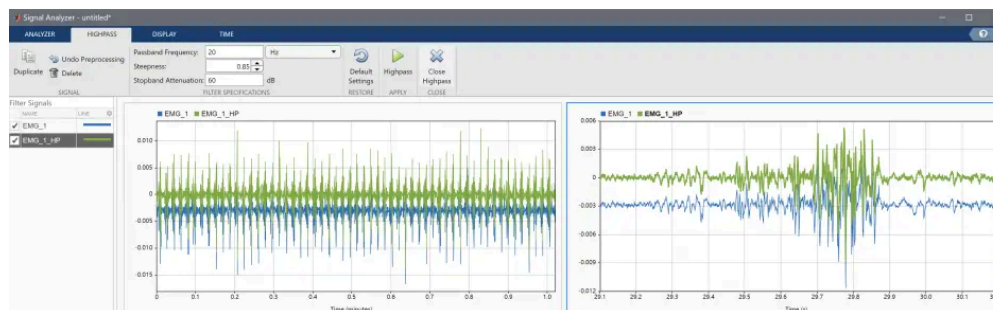 Signal Analyzer - untitled*
ANALYZER HIGHPASS DISPLAY TIME
Duplicate
Undo Preprocessing
Delete
SIGNAL
Passband Frequency: 20 Hz
Steepness: 0.85
Stopband Attenuation: 60 dB
FILTER SPECIFICATIONS
Default
Settings
RESTORE
Highpass
APPLY
Close
Highpass
CLOSE
Filter Signals
NAME LINE
EMG_1
EMG_1_HP
EMG_1 EMG_1_HP
0.010
0.005
0
-0.005
-0.010
-0.015
0 0.1 0.2 0.3 0.4 0.5 0.6 0.7 0.8 0.9 1.0
Time (minutes)
EMG_1 EMG_1_HP
0.006
0.003
0
-0.003
-0.006
-0.009
-0.012
29.1 29.2 29.3 29.4 29.5 29.6 29.7 29.8 29.9 30.0 30.1
Time (s)